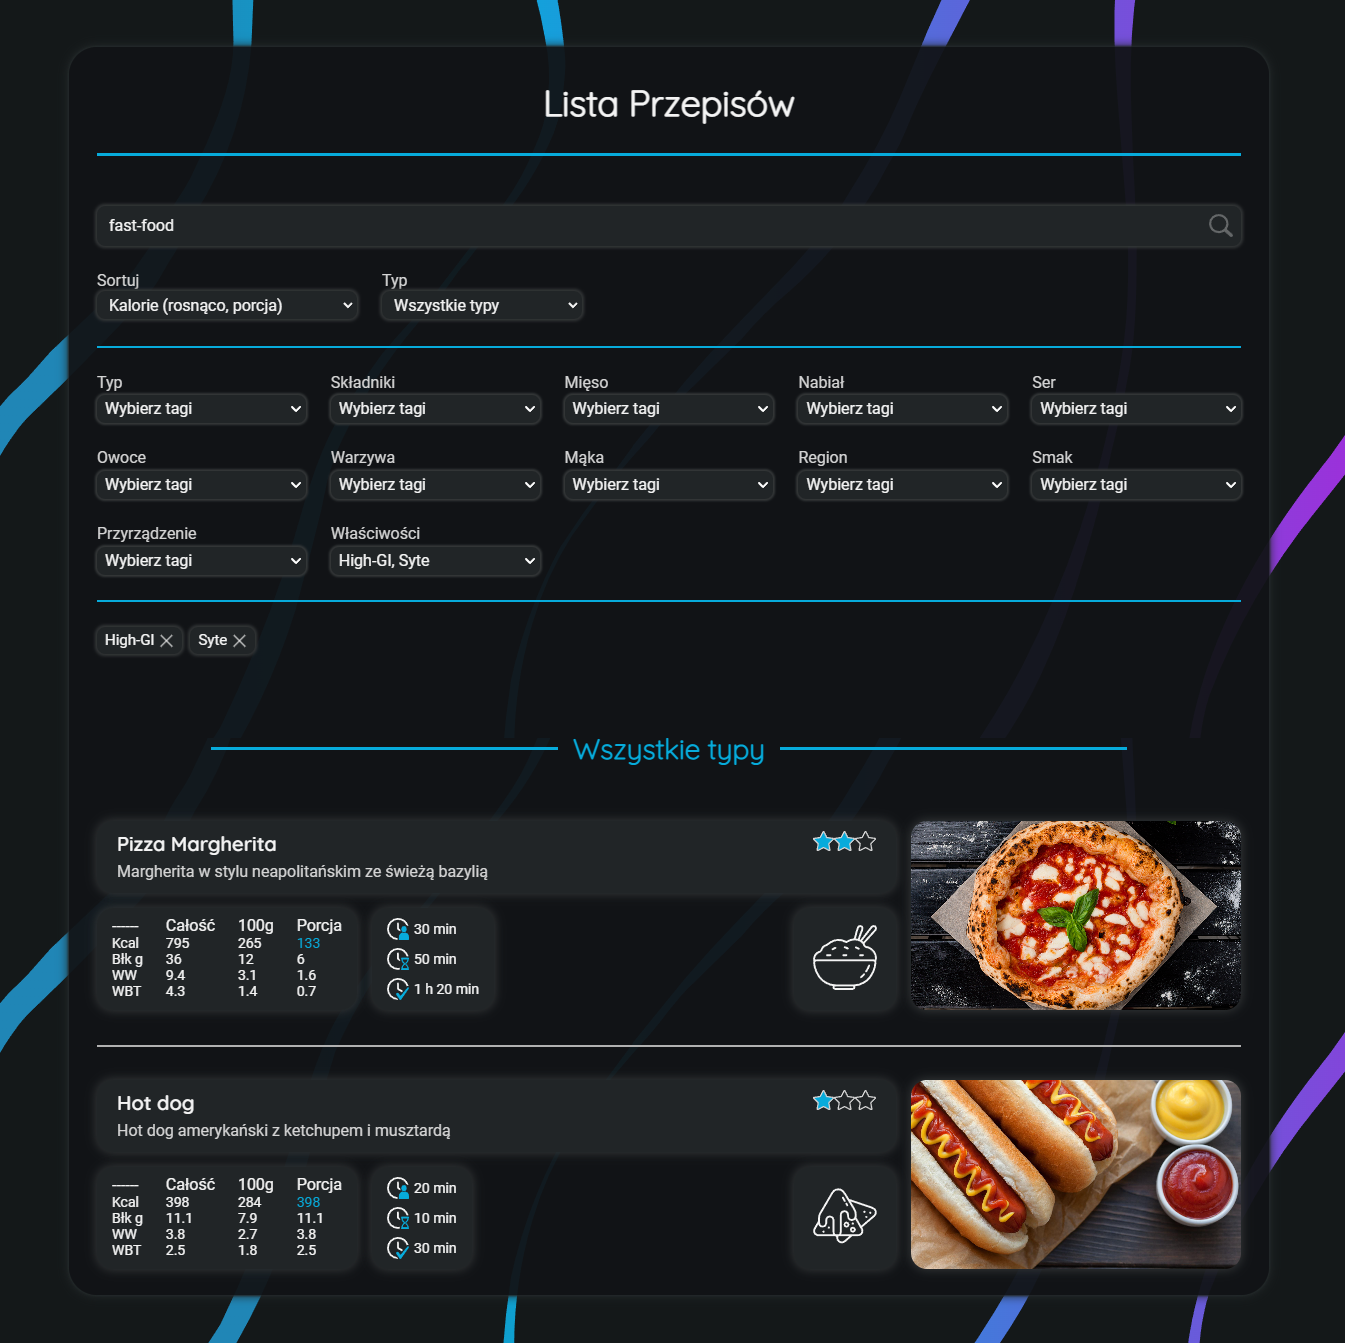 Lista Przepisów
fast-food
Sortuj Typ
Kalorie (rosnąco, porcja) Wszystkie typy
Typ Składniki Mięso Nabiał Ser
Wybierz tagi Wybierz tagi Wybierz tagi Wybierz tagi Wybierz tagi
Owoce Warzywa Mąka Region Smak
Wybierz tagi Wybierz tagi Wybierz tagi Wybierz tagi Wybierz tagi
Przyrządzenie Właściwości
Wybierz tagi High-GI, Syte
High-GI Syte
Wszystkie typy
Pizza Margherita
Margherita w stylu neapolitańskim ze świeżą bazylią
------ Całość 100g Porcja
Kcal 795 265 133
Błk g 36 12 6
WW 9.4 3.1 1.6
WBT 4.3 1.4 0.7
30 min
50 min
1 h 20 min
Hot dog
Hot dog amerykański z ketchupem i musztardą
------ Całość 100g Porcja
Kcal 398 284 398
Błk g 11.1 7.9 11.1
WW 3.8 2.7 3.8
WBT 2.5 1.8 2.5
20 min
10 min
30 min